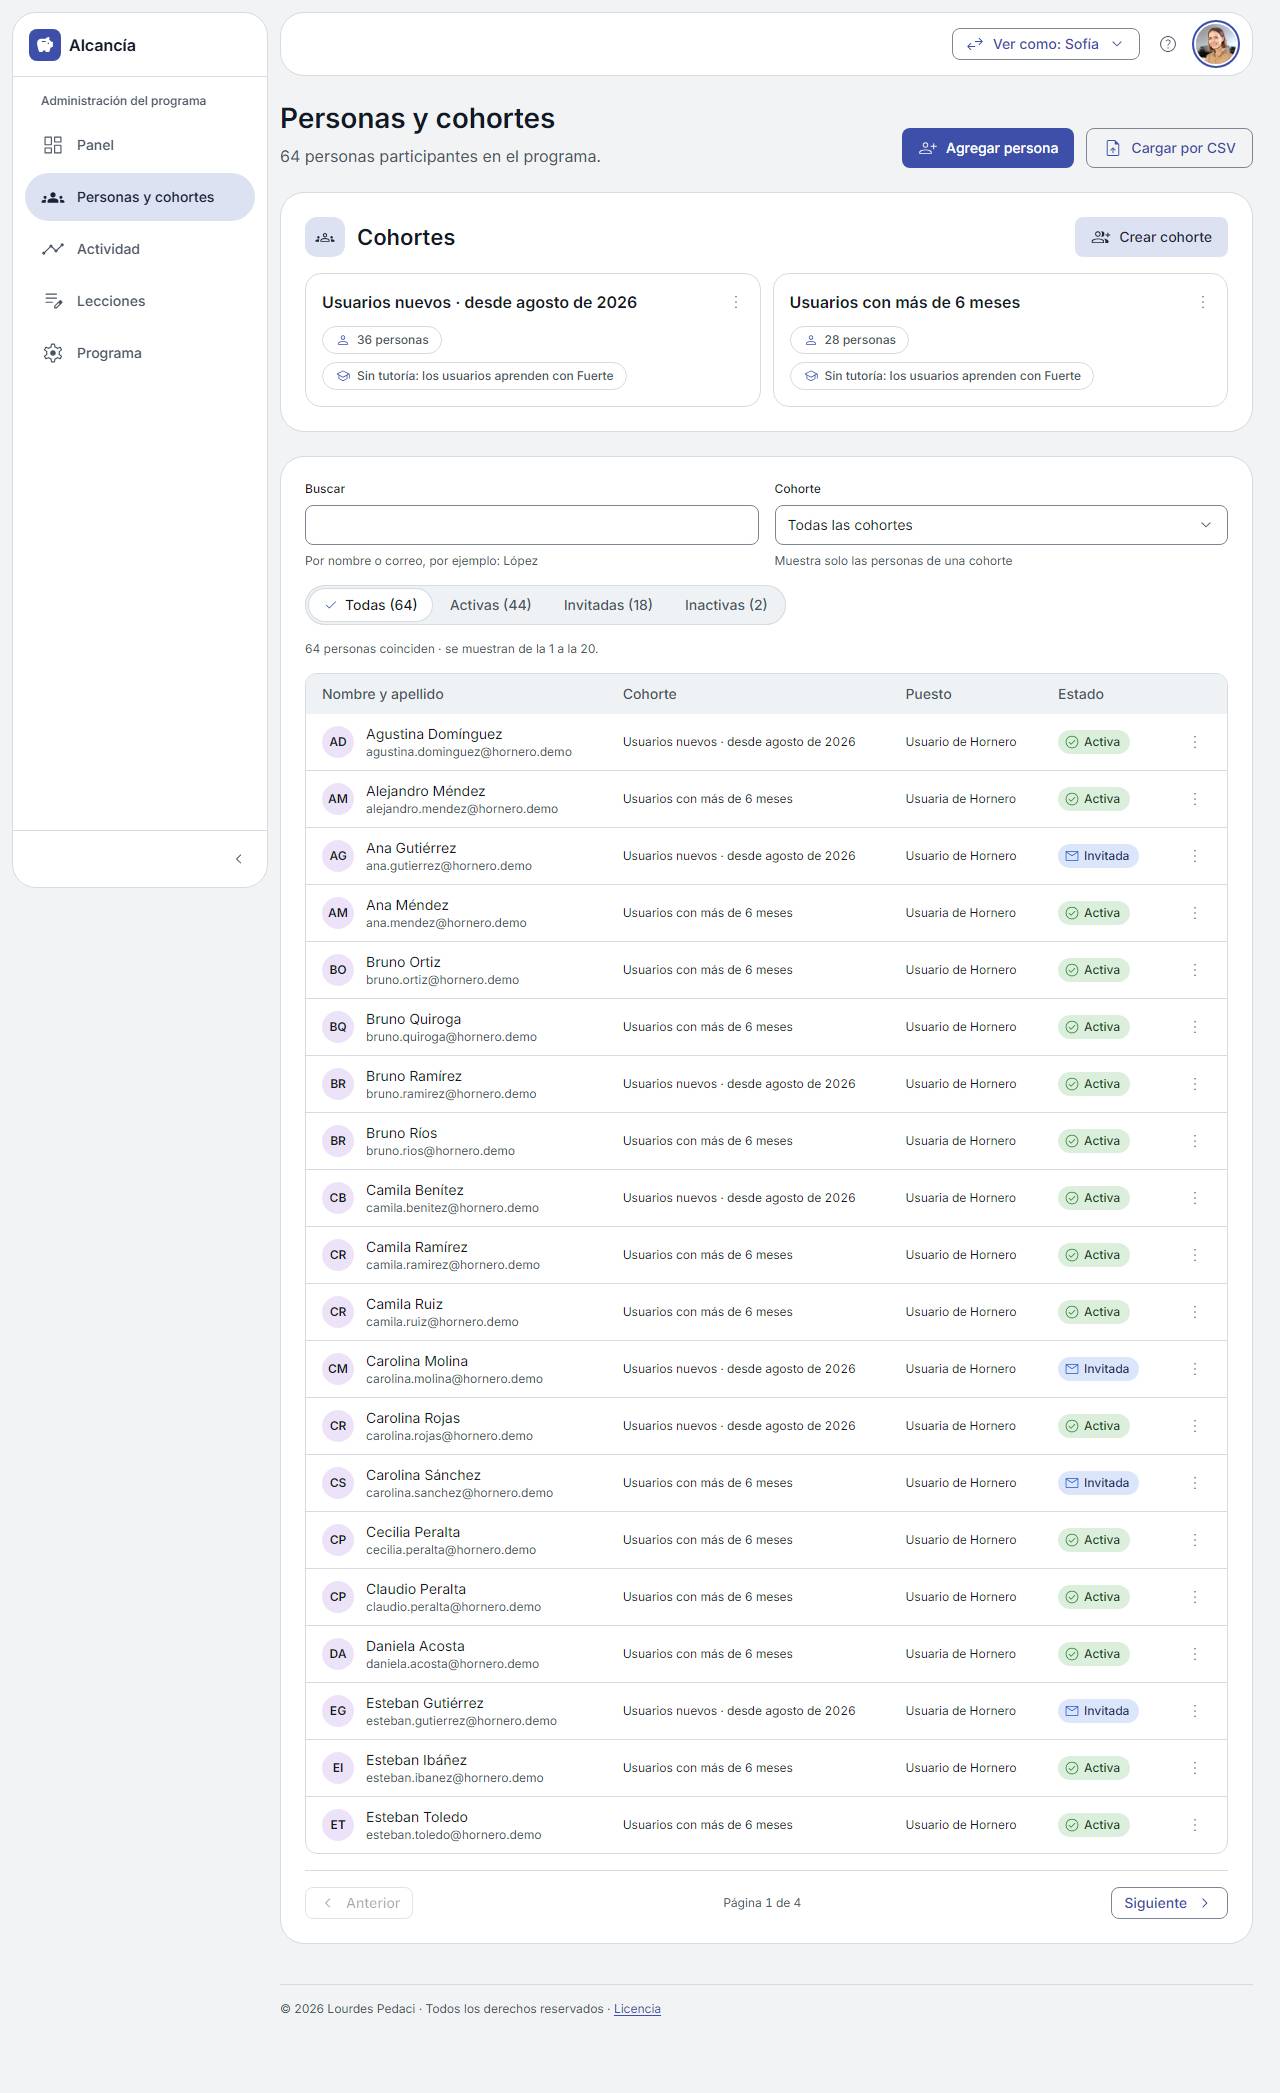 Alcancía
Ver como: Sofía
Administración del programa
Panel
Personas y cohortes
Actividad
Lecciones
Programa
Personas y cohortes
64 personas participantes en el programa.
Agregar persona
Cargar por CSV
Cohortes
Crear cohorte
Usuarios nuevos · desde agosto de 2026
36 personas
Sin tutoría: los usuarios aprenden con Fuerte
Usuarios con más de 6 meses
28 personas
Sin tutoría: los usuarios aprenden con Fuerte
Buscar
Por nombre o correo, por ejemplo: López
Cohorte
Todas las cohortes
Muestra solo las personas de una cohorte
Todas (64) Activas (44) Invitadas (18) Inactivas (2)
64 personas coinciden · se muestran de la 1 a la 20.
Nombre y apellido Cohorte Puesto Estado
AD Agustina Domínguez
agustina.dominguez@hornero.demo
Usuarios nuevos · desde agosto de 2026 Usuario de Hornero Activa
AM Alejandro Méndez
alejandro.mendez@hornero.demo
Usuarios con más de 6 meses Usuaria de Hornero Activa
AG Ana Gutiérrez
ana.gutierrez@hornero.demo
Usuarios nuevos · desde agosto de 2026 Usuario de Hornero Invitada
AM Ana Méndez
ana.mendez@hornero.demo
Usuarios con más de 6 meses Usuaria de Hornero Activa
BO Bruno Ortiz
bruno.ortiz@hornero.demo
Usuarios con más de 6 meses Usuario de Hornero Activa
BQ Bruno Quiroga
bruno.quiroga@hornero.demo
Usuarios con más de 6 meses Usuario de Hornero Activa
BR Bruno Ramírez
bruno.ramirez@hornero.demo
Usuarios nuevos · desde agosto de 2026 Usuario de Hornero Activa
BR Bruno Ríos
bruno.rios@hornero.demo
Usuarios con más de 6 meses Usuaria de Hornero Activa
CB Camila Benítez
camila.benitez@hornero.demo
Usuarios nuevos · desde agosto de 2026 Usuaria de Hornero Activa
CR Camila Ramírez
camila.ramirez@hornero.demo
Usuarios con más de 6 meses Usuario de Hornero Activa
CR Camila Ruiz
camila.ruiz@hornero.demo
Usuarios con más de 6 meses Usuario de Hornero Activa
CM Carolina Molina
carolina.molina@hornero.demo
Usuarios nuevos · desde agosto de 2026 Usuaria de Hornero Invitada
CR Carolina Rojas
carolina.rojas@hornero.demo
Usuarios nuevos · desde agosto de 2026 Usuaria de Hornero Activa
CS Carolina Sánchez
carolina.sanchez@hornero.demo
Usuarios con más de 6 meses Usuaria de Hornero Invitada
CP Cecilia Peralta
cecilia.peralta@hornero.demo
Usuarios con más de 6 meses Usuario de Hornero Activa
CP Claudio Peralta
claudio.peralta@hornero.demo
Usuarios con más de 6 meses Usuario de Hornero Activa
DA Daniela Acosta
daniela.acosta@hornero.demo
Usuarios con más de 6 meses Usuaria de Hornero Activa
EG Esteban Gutiérrez
esteban.gutierrez@hornero.demo
Usuarios nuevos · desde agosto de 2026 Usuaria de Hornero Invitada
EI Esteban Ibáñez
esteban.ibanez@hornero.demo
Usuarios con más de 6 meses Usuario de Hornero Activa
ET Esteban Toledo
esteban.toledo@hornero.demo
Usuarios con más de 6 meses Usuario de Hornero Activa
Anterior Página 1 de 4 Siguiente
© 2026 Lourdes Pedaci · Todos los derechos reservados · Licencia